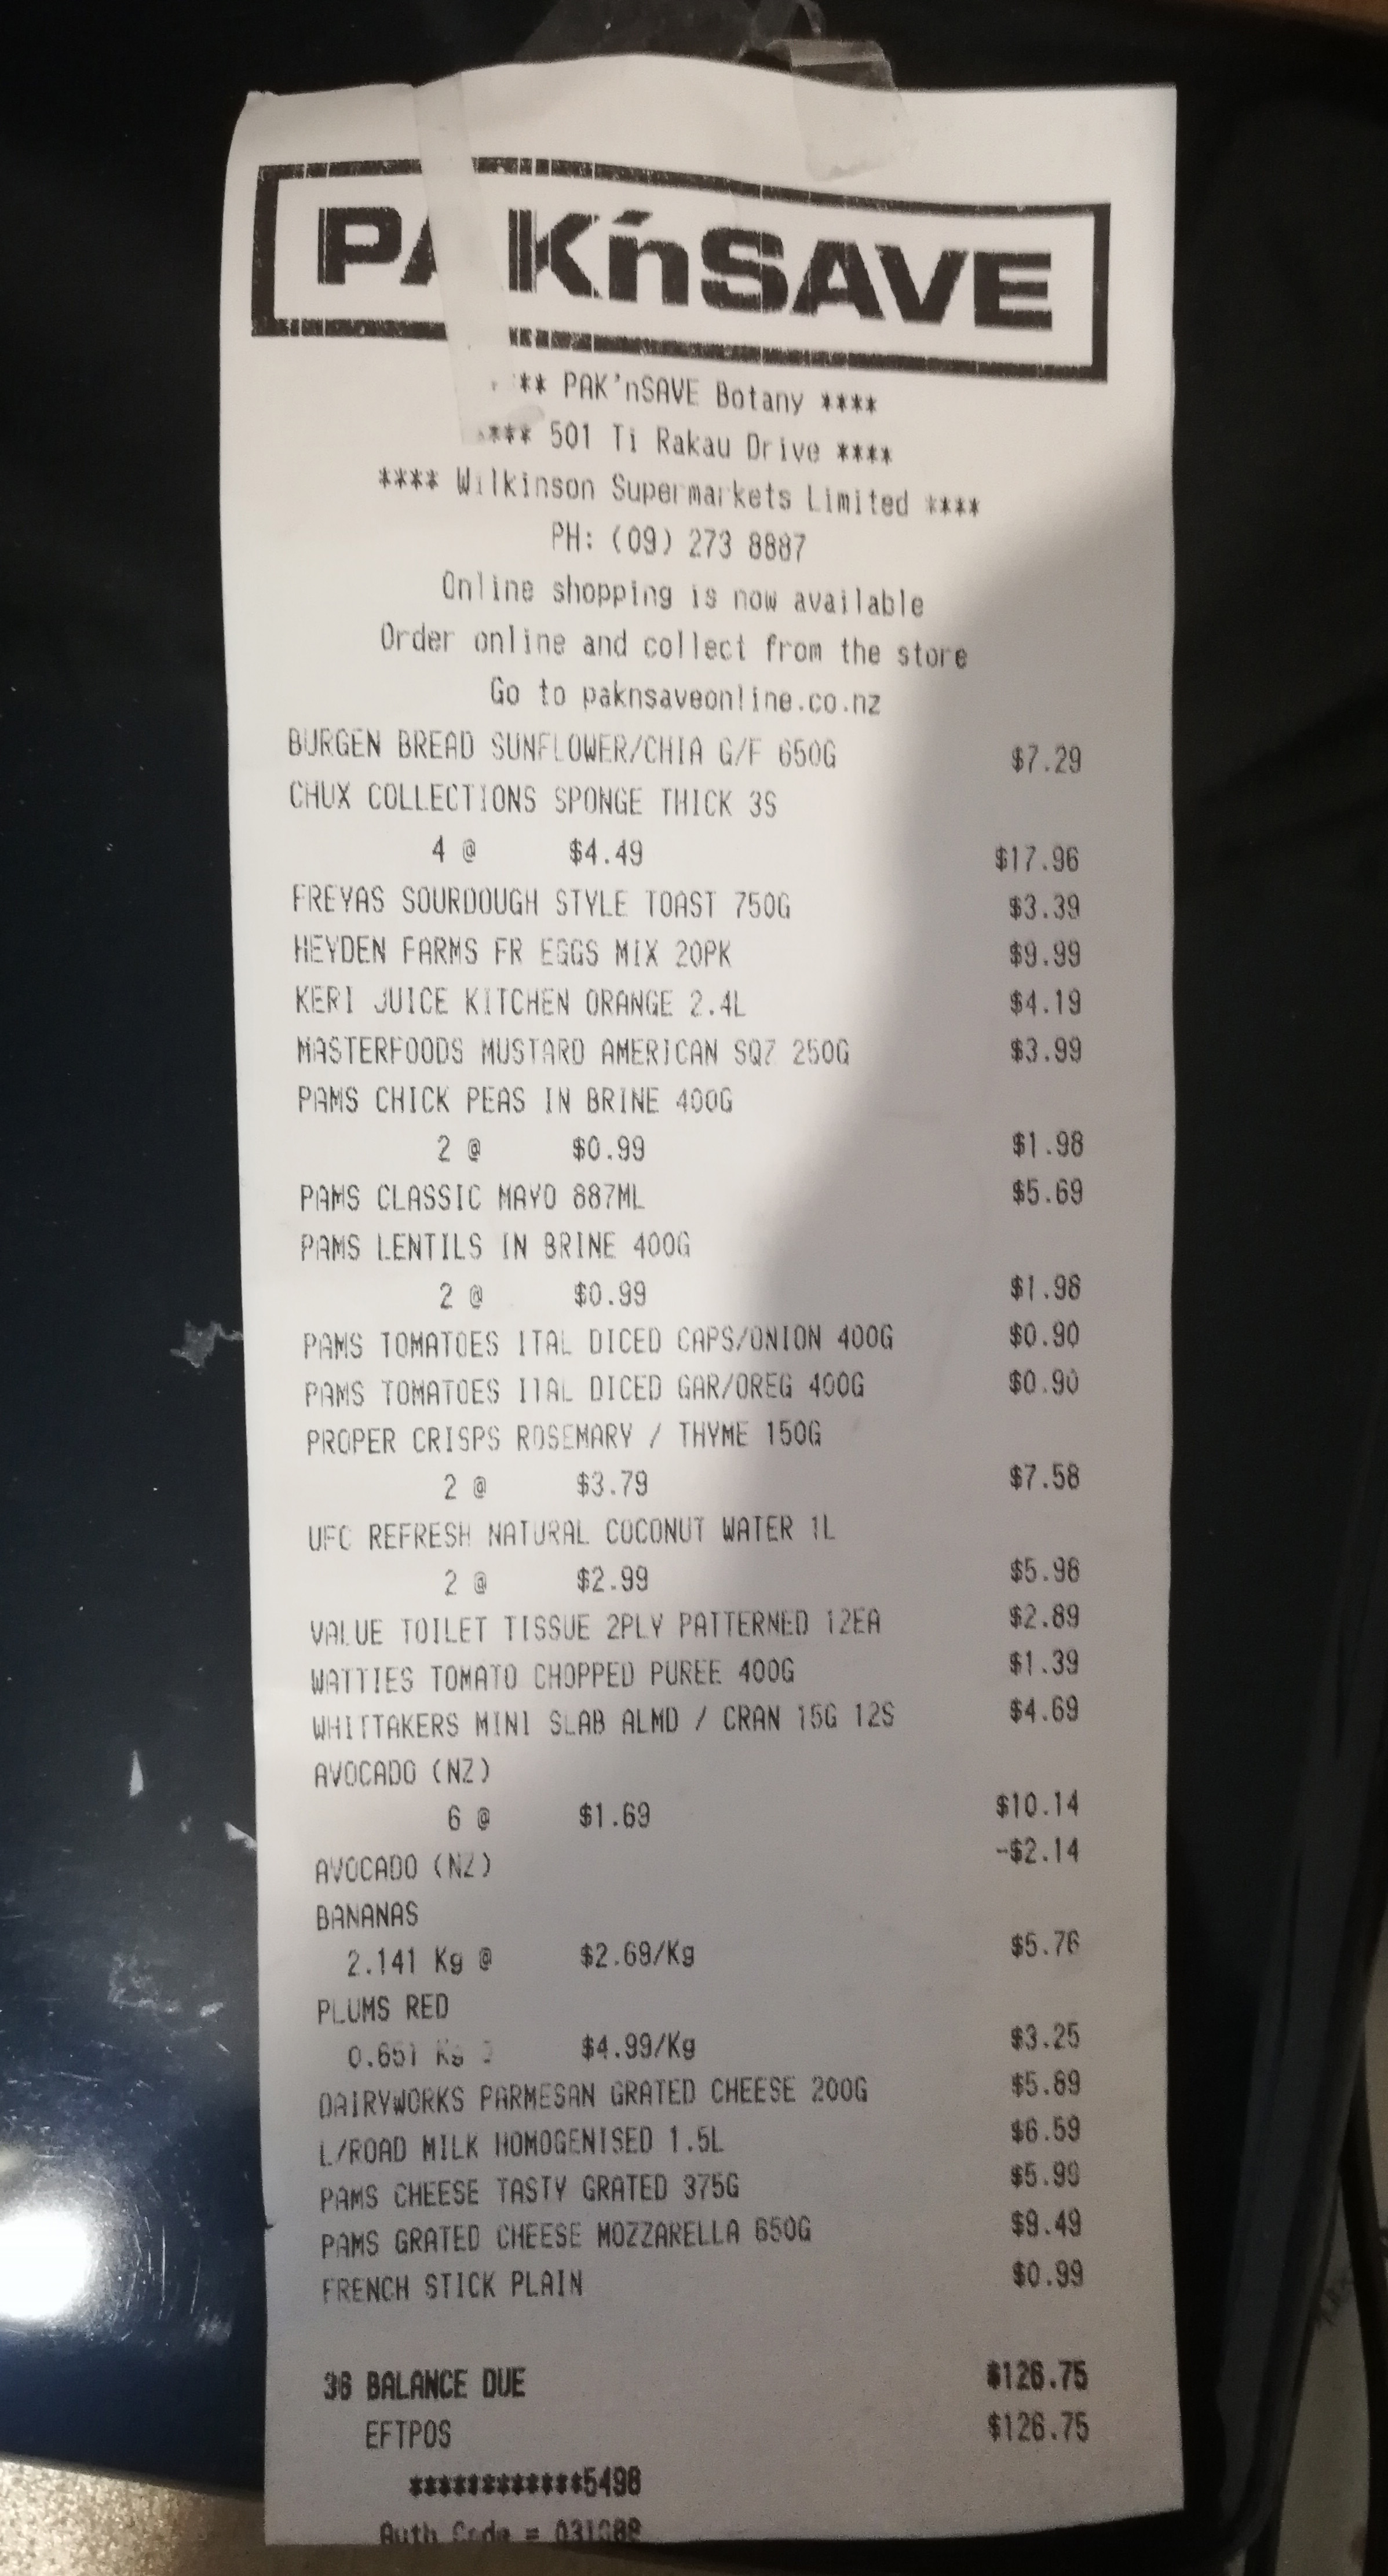 PAK'nSAVE
** PAK'nSAVE Botany ****
*** 501 Ti Rakau Drive ****
**** Wilkinson Supermarkets Limited ****
PH: (09) 273 8887
Online shopping is now available
Order online and collect from the store
Go to paknsaveonline.co.nz
BURGEN BREAD SUNFLOWER/CHIA G/F 650G $7.29
CHUX COLLECTIONS SPONGE THICK 3S
4 @ $4.49 $17.96
FREYAS SOURDOUGH STYLE TOAST 750G $3.39
HEYDEN FARMS FR EGGS MIX 20PK $9.99
KERI JUICE KITCHEN ORANGE 2.4L $4.19
MASTERFOODS MUSTARD AMERICAN SQZ 250G $3.99
PAMS CHICK PEAS IN BRINE 400G
2 @ $0.99 $1.98
PAMS CLASSIC MAYO 887ML $5.69
PAMS LENTILS IN BRINE 400G
2 @ $0.99 $1.98
PAMS TOMATOES ITAL DICED CAPS/ONION 400G $0.90
PAMS TOMATOES ITAL DICED GAR/OREG 400G $0.90
PROPER CRISPS ROSEMARY / THYME 150G
2 @ $3.79 $7.58
UFC REFRESH NATURAL COCONUT WATER 1L
2 @ $2.99 $5.98
VALUE TOILET TISSUE 2PLY PATTERNED 12EA $2.89
WATTIES TOMATO CHOPPED PUREE 400G $1.39
WHITTAKERS MINI SLAB ALMD / CRAN 15G 12S $4.69
AVOCADO (NZ)
6 @ $1.69 $10.14
AVOCADO (NZ) -$2.14
BANANAS
2.141 Kg @ $2.69/Kg $5.76
PLUMS RED
0.651 Kg $4.99/Kg $3.25
DAIRYWORKS PARMESAN GRATED CHEESE 200G $5.89
L/ROAD MILK HOMOGENISED 1.5L $6.59
PAMS CHEESE TASTY GRATED 375G $5.99
PAMS GRATED CHEESE MOZZARELLA 650G $9.49
FRENCH STICK PLAIN $0.99
36 BALANCE DUE $126.75
EFTPOS $126.75
************5498
Auth Code =